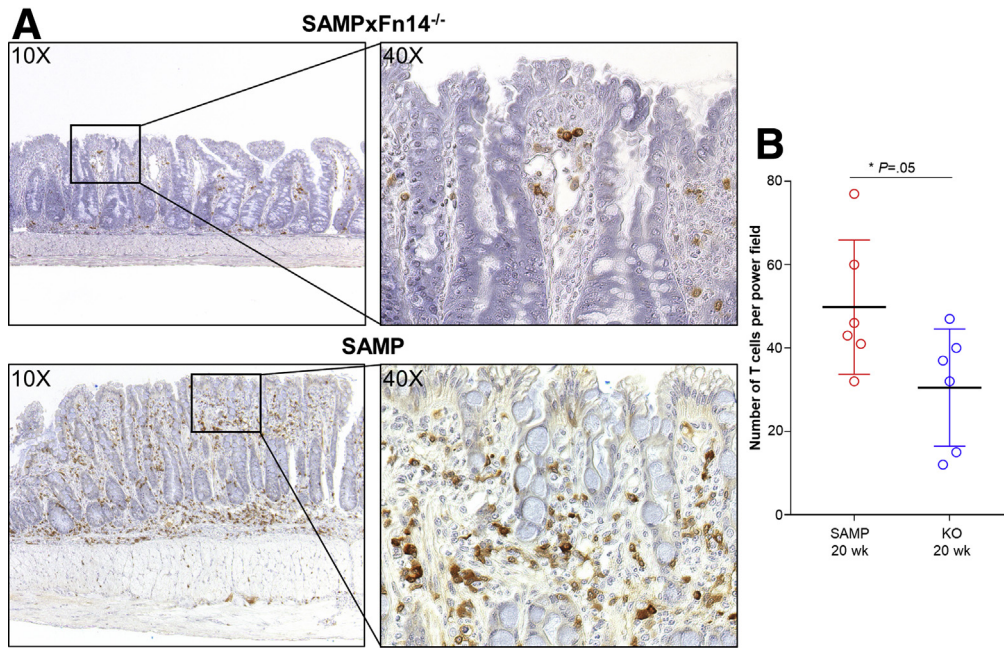 A
SAMPxFn14-/-
10X
40X
SAMP
10X
40X
B
* P=.05
Number of T cells per power field
80
60
40
20
0
SAMP
20 wk
KO
20 wk